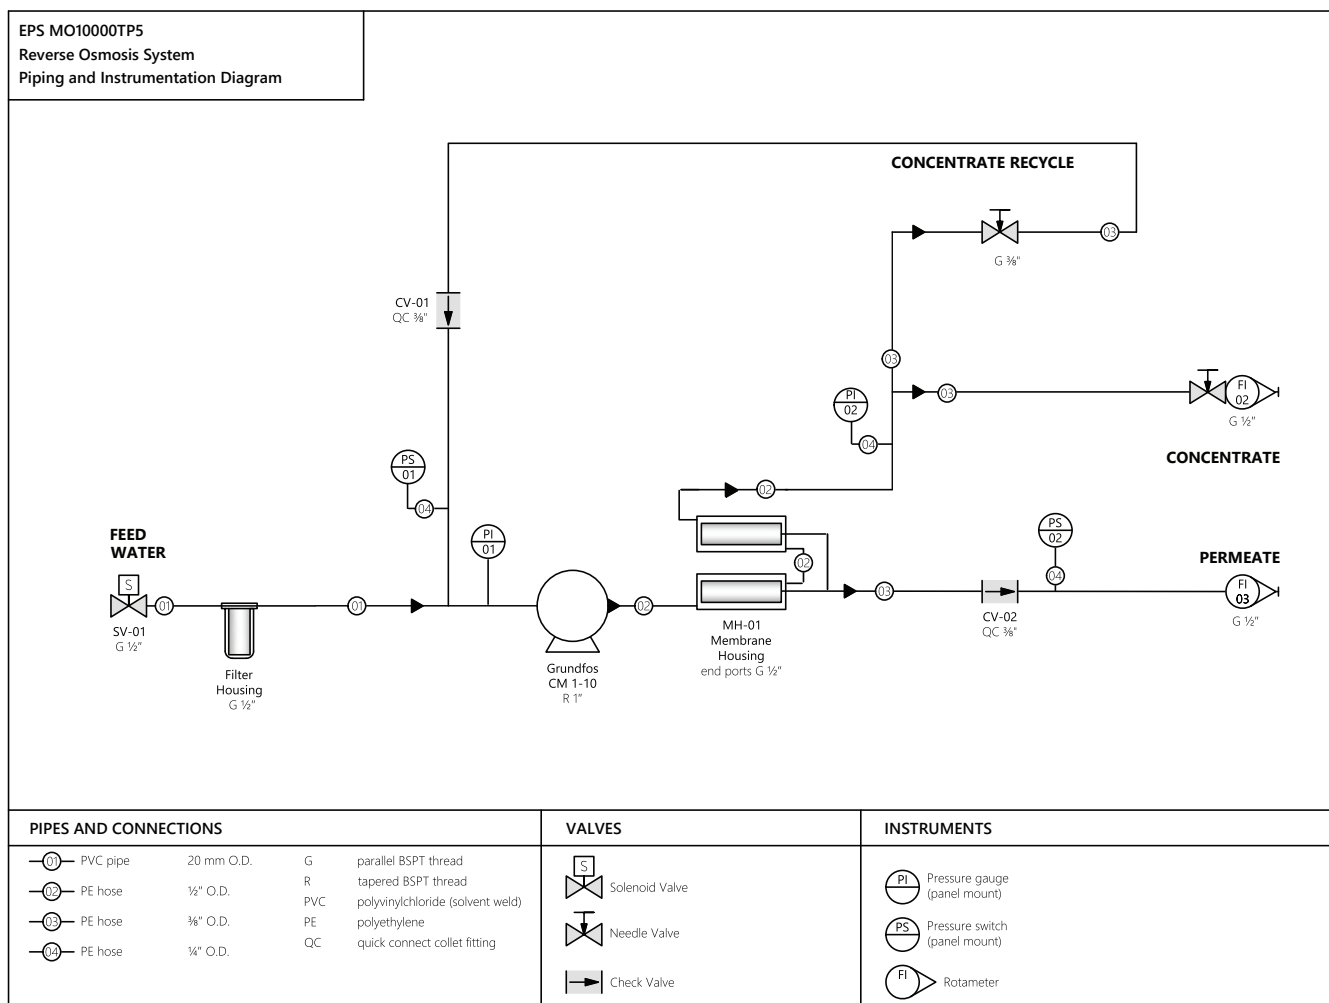 EPS MO10000TP5
Reverse Osmosis System
Piping and Instrumentation Diagram
CONCENTRATE RECYCLE
03
G ⅜"
CV-01
QC ⅜"
03
PI
02
03
FI
02
G ½"
04
CONCENTRATE
PS
01
02
04
FEED
WATER
PI
01
PS
02
PERMEATE
02
04
S
01
01
02
03
FI
03
SV-01
G ½"
CV-02
QC ⅜"
G ½"
MH-01
Membrane
Housing
end ports G ½"
Filter
Housing
G ½"
Grundfos
CM 1-10
R 1"
PIPES AND CONNECTIONS
01 PVC pipe 20 mm O.D.
02 PE hose ½" O.D.
03 PE hose ⅜" O.D.
04 PE hose ¼" O.D.
G parallel BSPT thread
R tapered BSPT thread
PVC polyvinylchloride (solvent weld)
PE polyethylene
QC quick connect collet fitting
VALVES
S
Solenoid Valve
Needle Valve
Check Valve
INSTRUMENTS
PI
Pressure gauge
(panel mount)
PS
Pressure switch
(panel mount)
FI
Rotameter